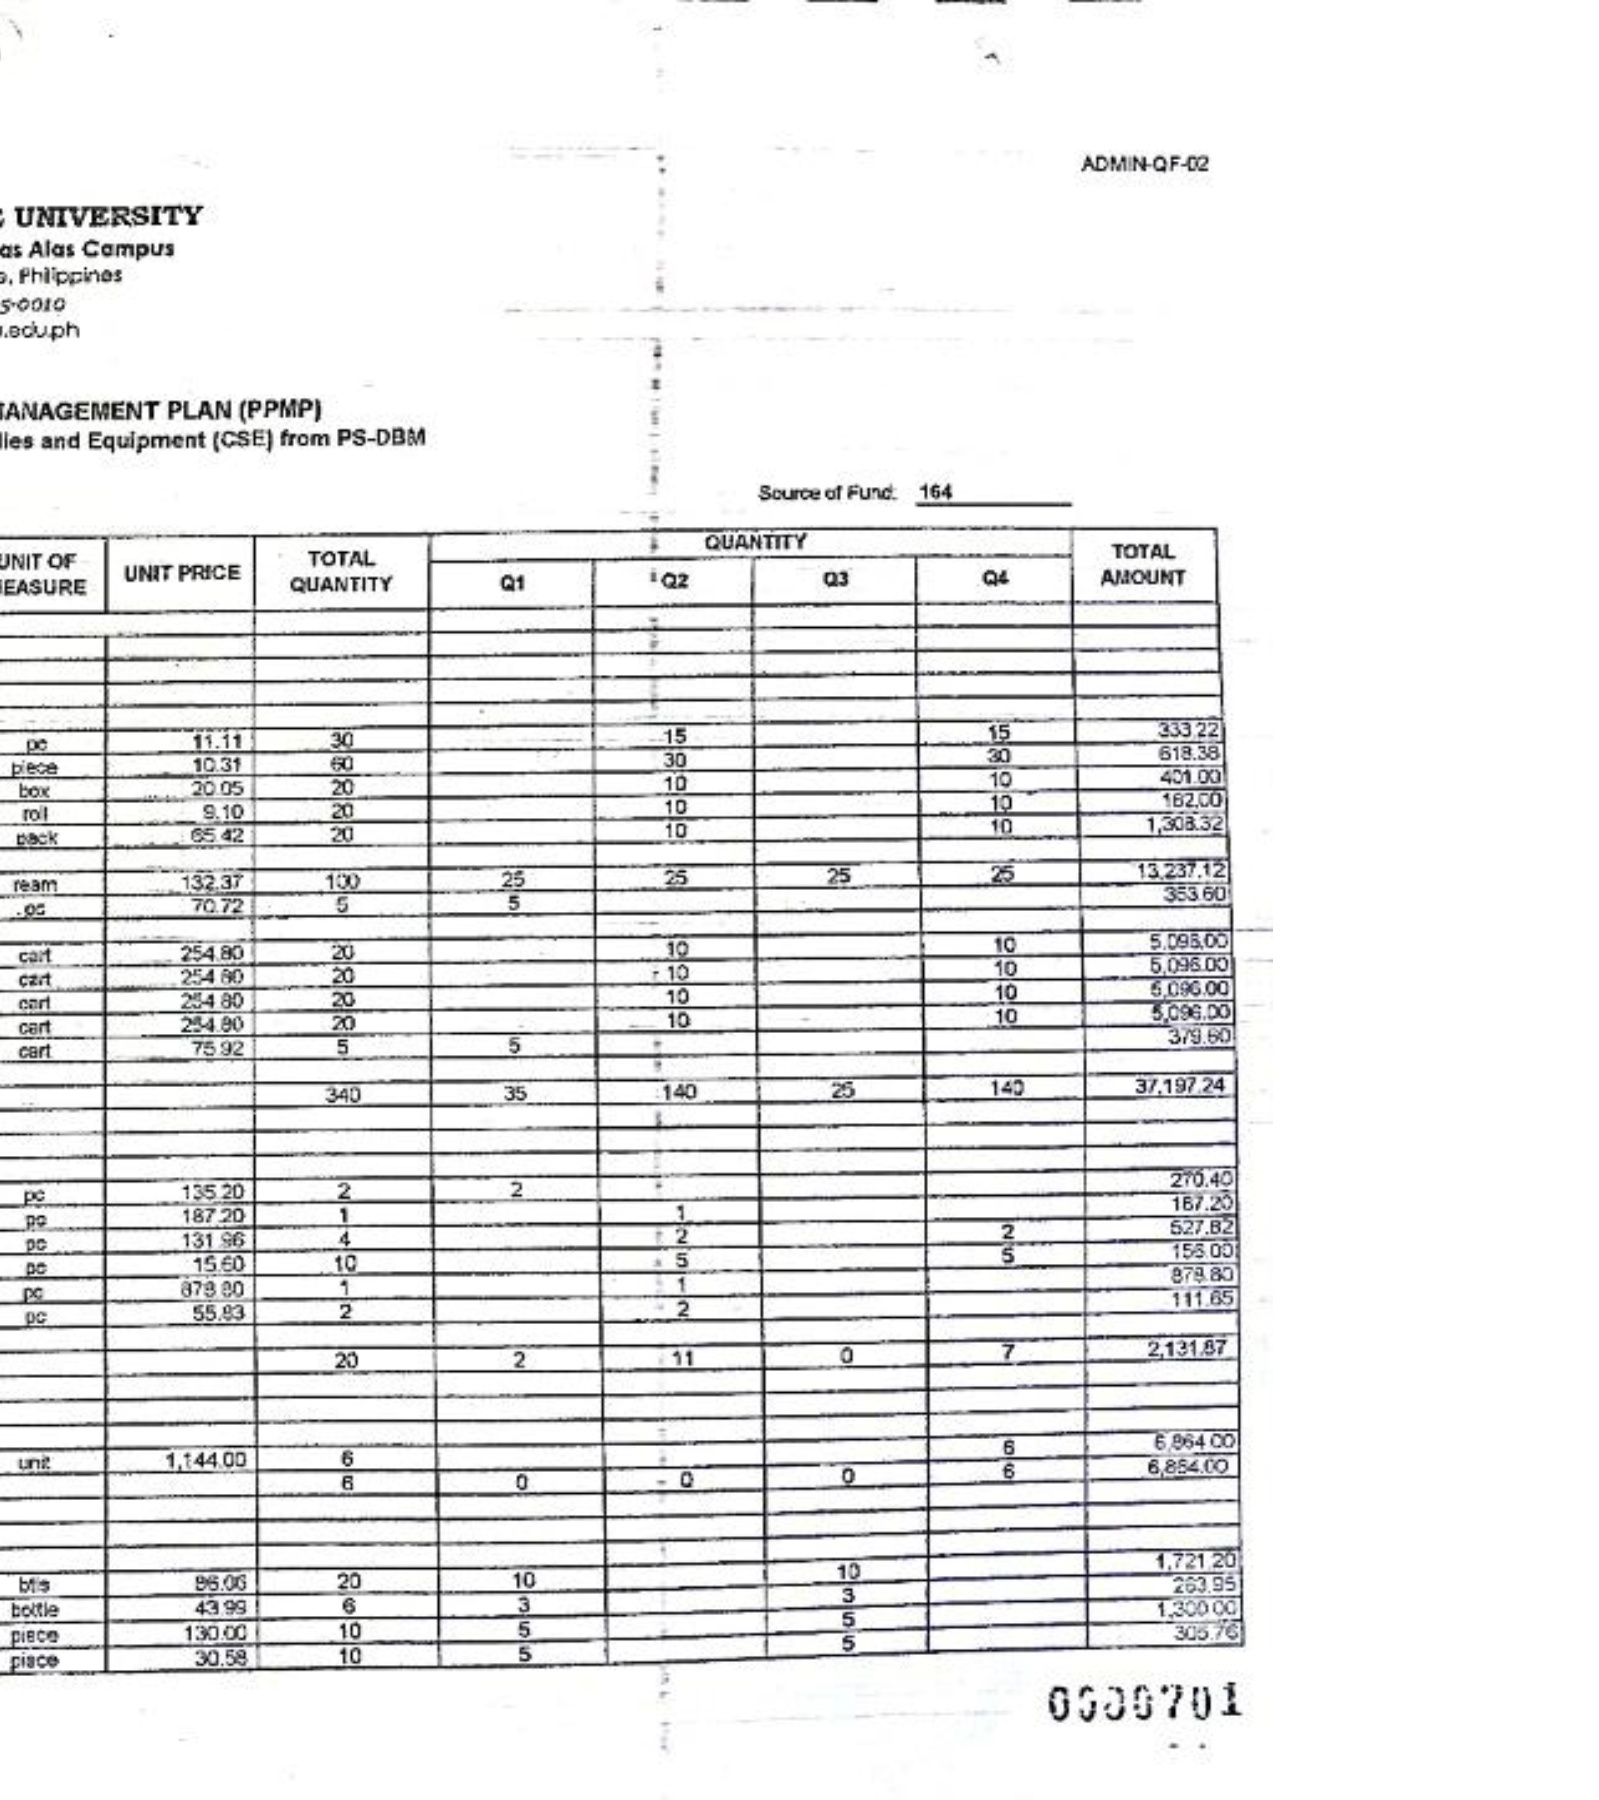 ADMIN-QF-02
E UNIVERSITY
as Alas Campus
s, Philippines
5-0010
.edu.ph
MANAGEMENT PLAN (PPMP)
lies and Equipment (CSE) from PS-DBM
Source of Fund: 164
UNIT OF MEASURE UNIT PRICE TOTAL QUANTITY QUANTITY TOTAL AMOUNT
Q1 Q2 Q3 Q4
pc 11.11 30 15 15 333.22
piece 10.31 60 30 30 618.38
box 20.05 20 10 10 401.00
roll 9.10 20 10 10 182.00
pack 65.42 20 10 10 1,308.32
ream 132.37 100 25 25 25 25 13,237.12
pc 70.72 5 5 353.60
cart 254.80 20 10 10 5,096.00
cart 254.80 20 10 10 5,096.00
cart 254.80 20 10 10 5,096.00
cart 254.80 20 10 10 5,096.00
cart 75.92 5 5 379.60
340 35 140 25 140 37,197.24
pc 135.20 2 2 270.40
pc 187.20 1 1 187.20
pc 131.96 4 2 2 527.82
pc 15.60 10 5 5 156.00
pc 878.80 1 1 878.80
pc 55.83 2 2 111.65
20 2 11 0 7 2,131.87
unit 1,144.00 6 6 6,864.00
6 0 0 0 6 6,864.00
btls 86.06 20 10 10 1,721.20
bottle 43.99 6 3 3 263.95
piece 130.00 10 5 5 1,300.00
piece 30.58 10 5 5 305.76
0000701